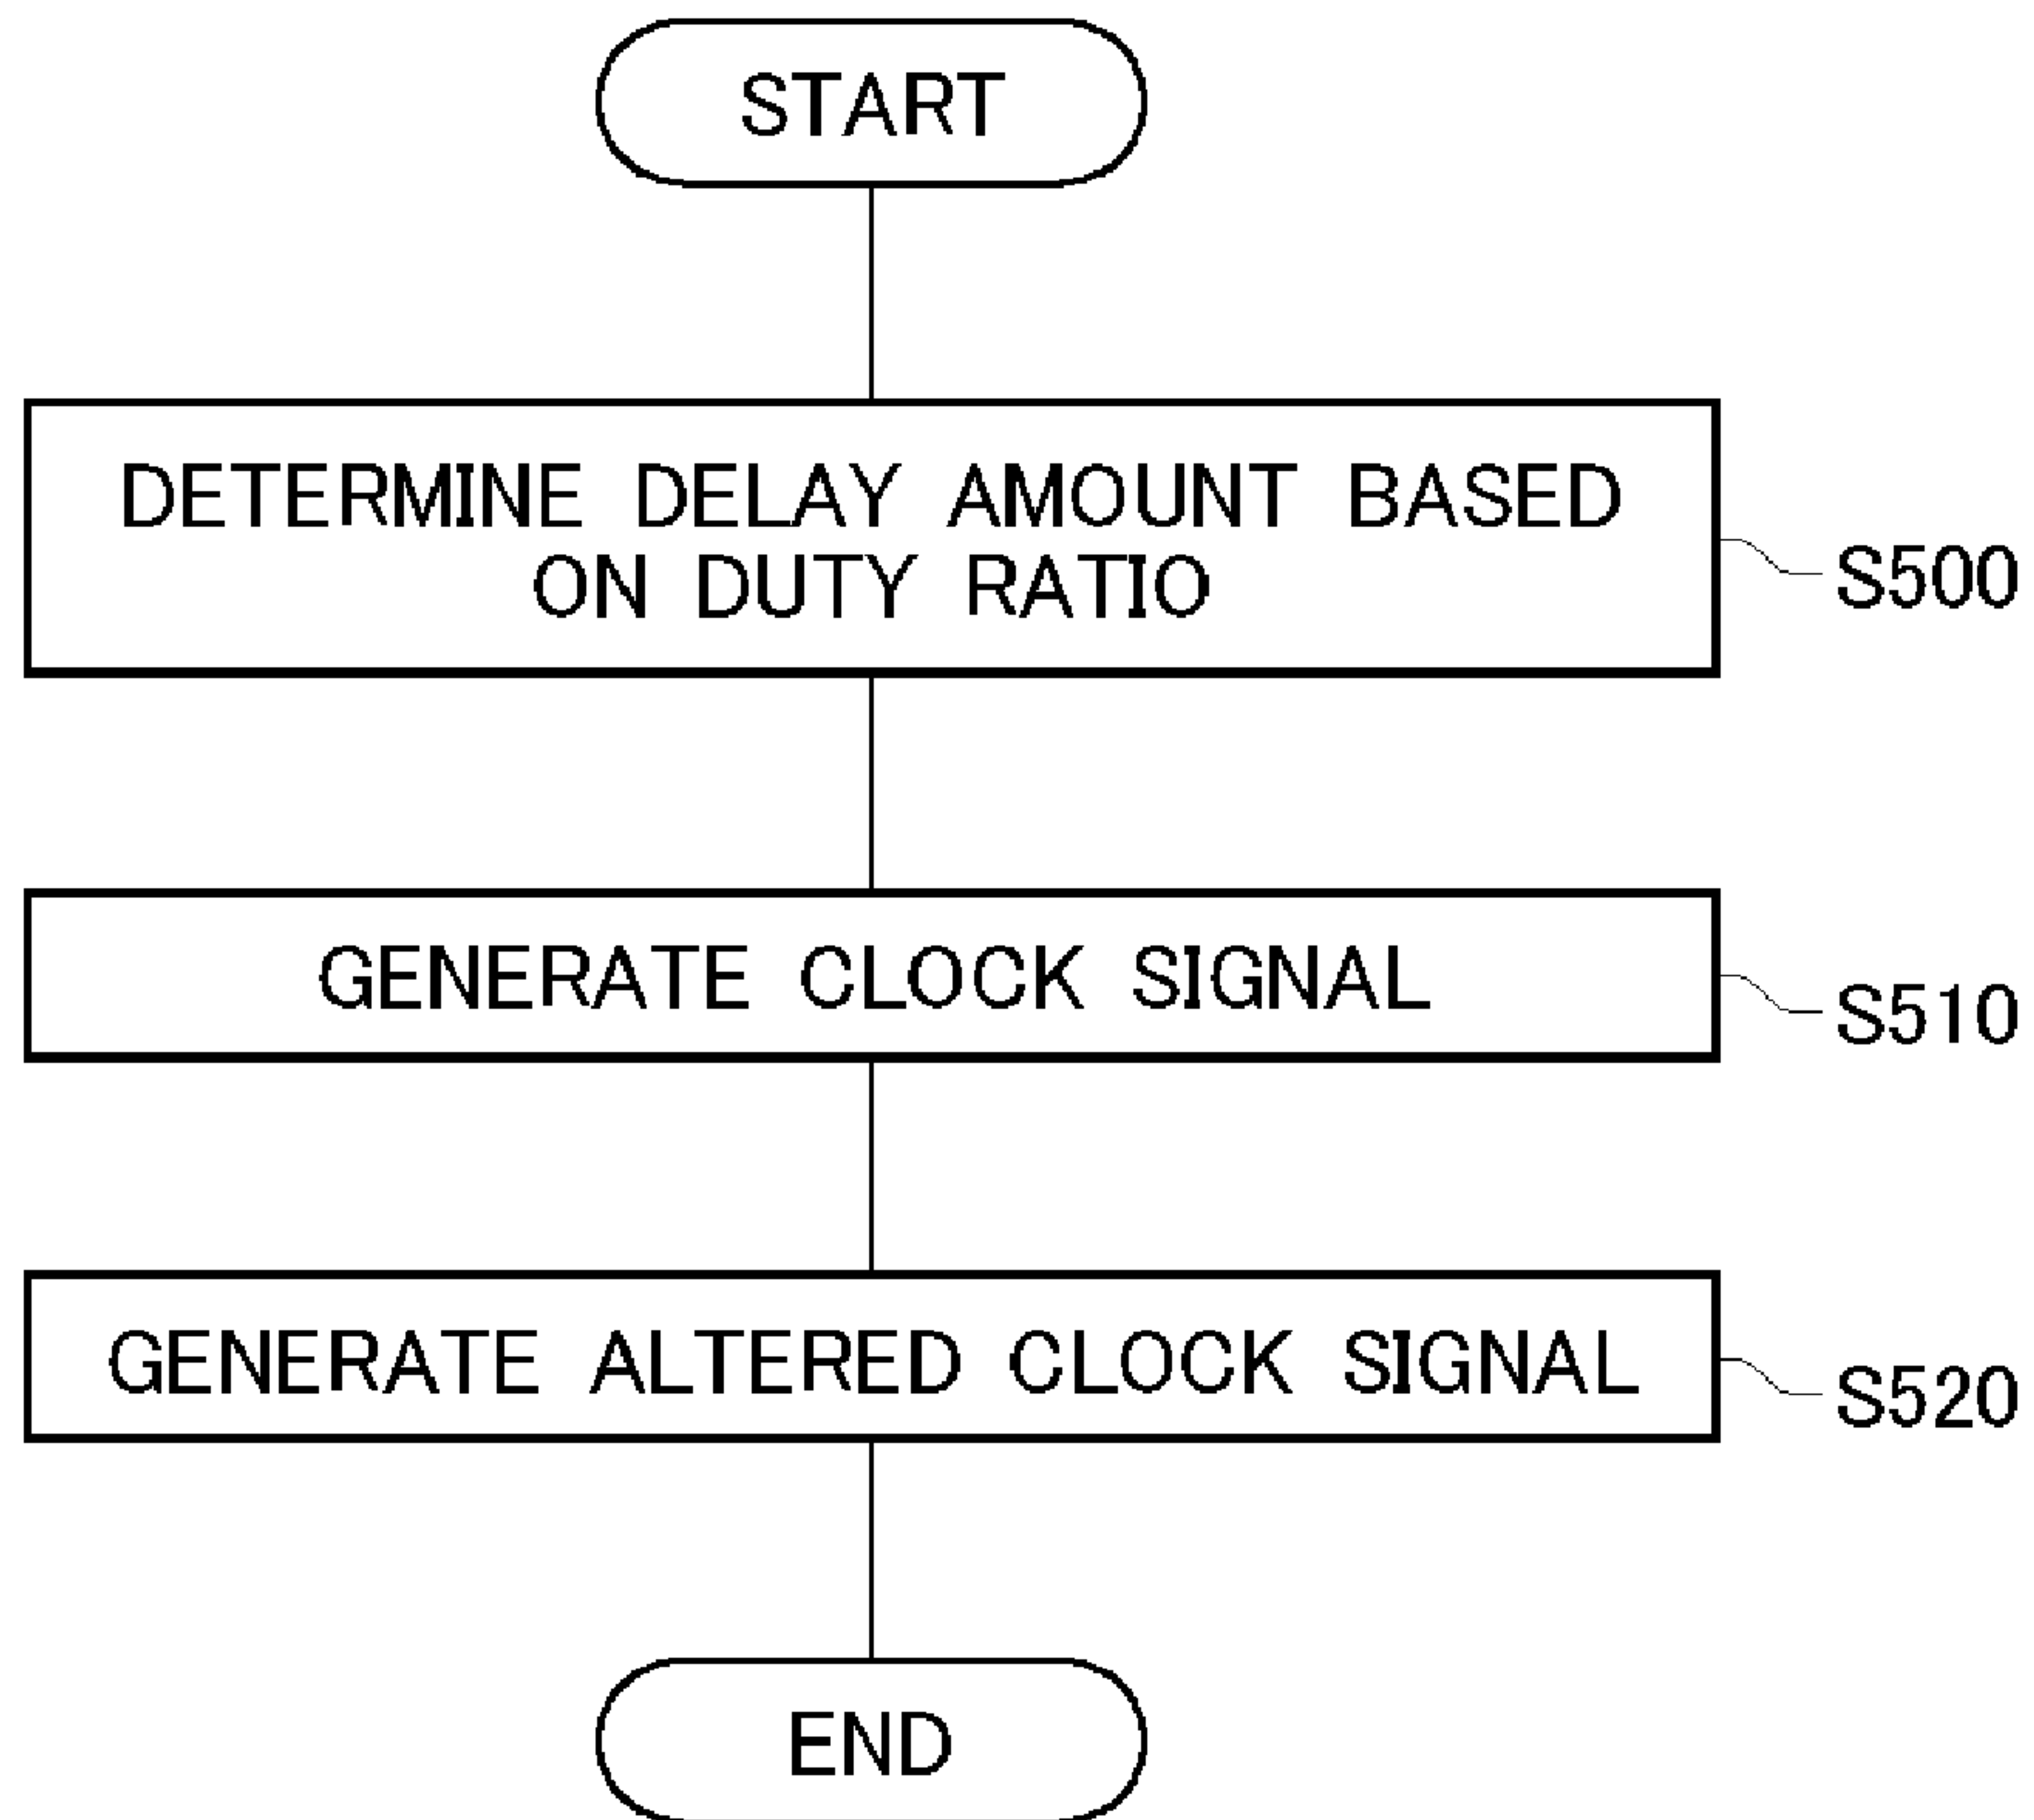 START
DETERMINE DELAY AMOUNT BASED
ON DUTY RATIO
S500
GENERATE CLOCK SIGNAL
S510
GENERATE ALTERED CLOCK SIGNAL
S520
END